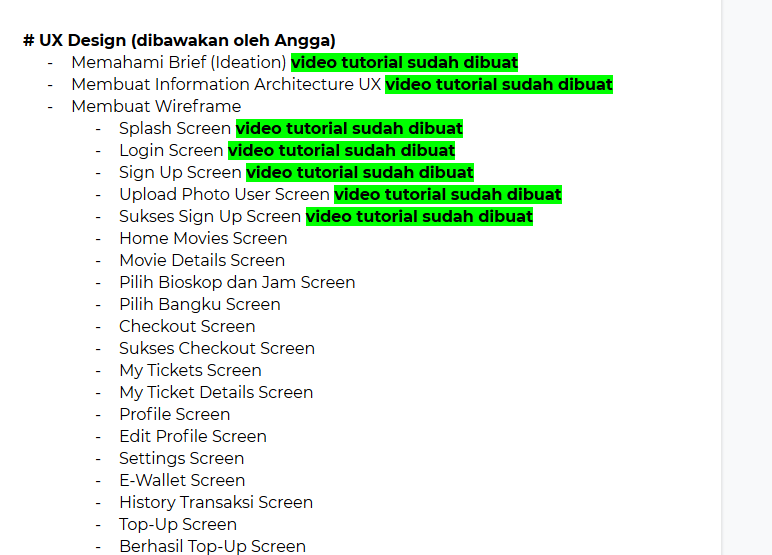 # UX Design (dibawakan oleh Angga)
- Memahami Brief (Ideation) video tutorial sudah dibuat
- Membuat Information Architecture UX video tutorial sudah dibuat
- Membuat Wireframe
- Splash Screen video tutorial sudah dibuat
- Login Screen video tutorial sudah dibuat
- Sign Up Screen video tutorial sudah dibuat
- Upload Photo User Screen video tutorial sudah dibuat
- Sukses Sign Up Screen video tutorial sudah dibuat
- Home Movies Screen
- Movie Details Screen
- Pilih Bioskop dan Jam Screen
- Pilih Bangku Screen
- Checkout Screen
- Sukses Checkout Screen
- My Tickets Screen
- My Ticket Details Screen
- Profile Screen
- Edit Profile Screen
- Settings Screen
- E-Wallet Screen
- History Transaksi Screen
- Top-Up Screen
- Berhasil Top-Up Screen